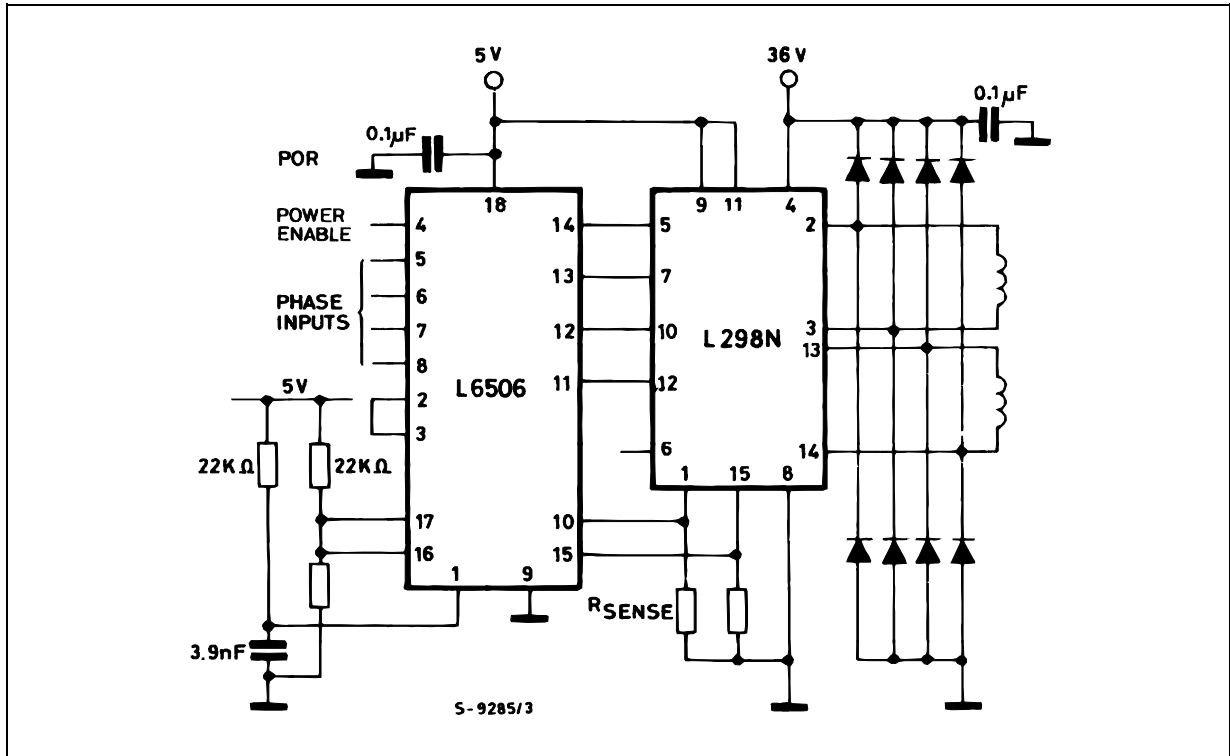 5V
36V
0.1µF
0.1µF
POR
18
9 11 4
POWER
ENABLE
4
14
5
2
5
13
7
PHASE
INPUTS
6
7
12
10
3
L298N
13
8
L6506
11
12
5V
2
3
6
14
22KΩ
22KΩ
1 15 8
17
10
16
15
1 9
RSENSE
3.9nF
S-9285/3